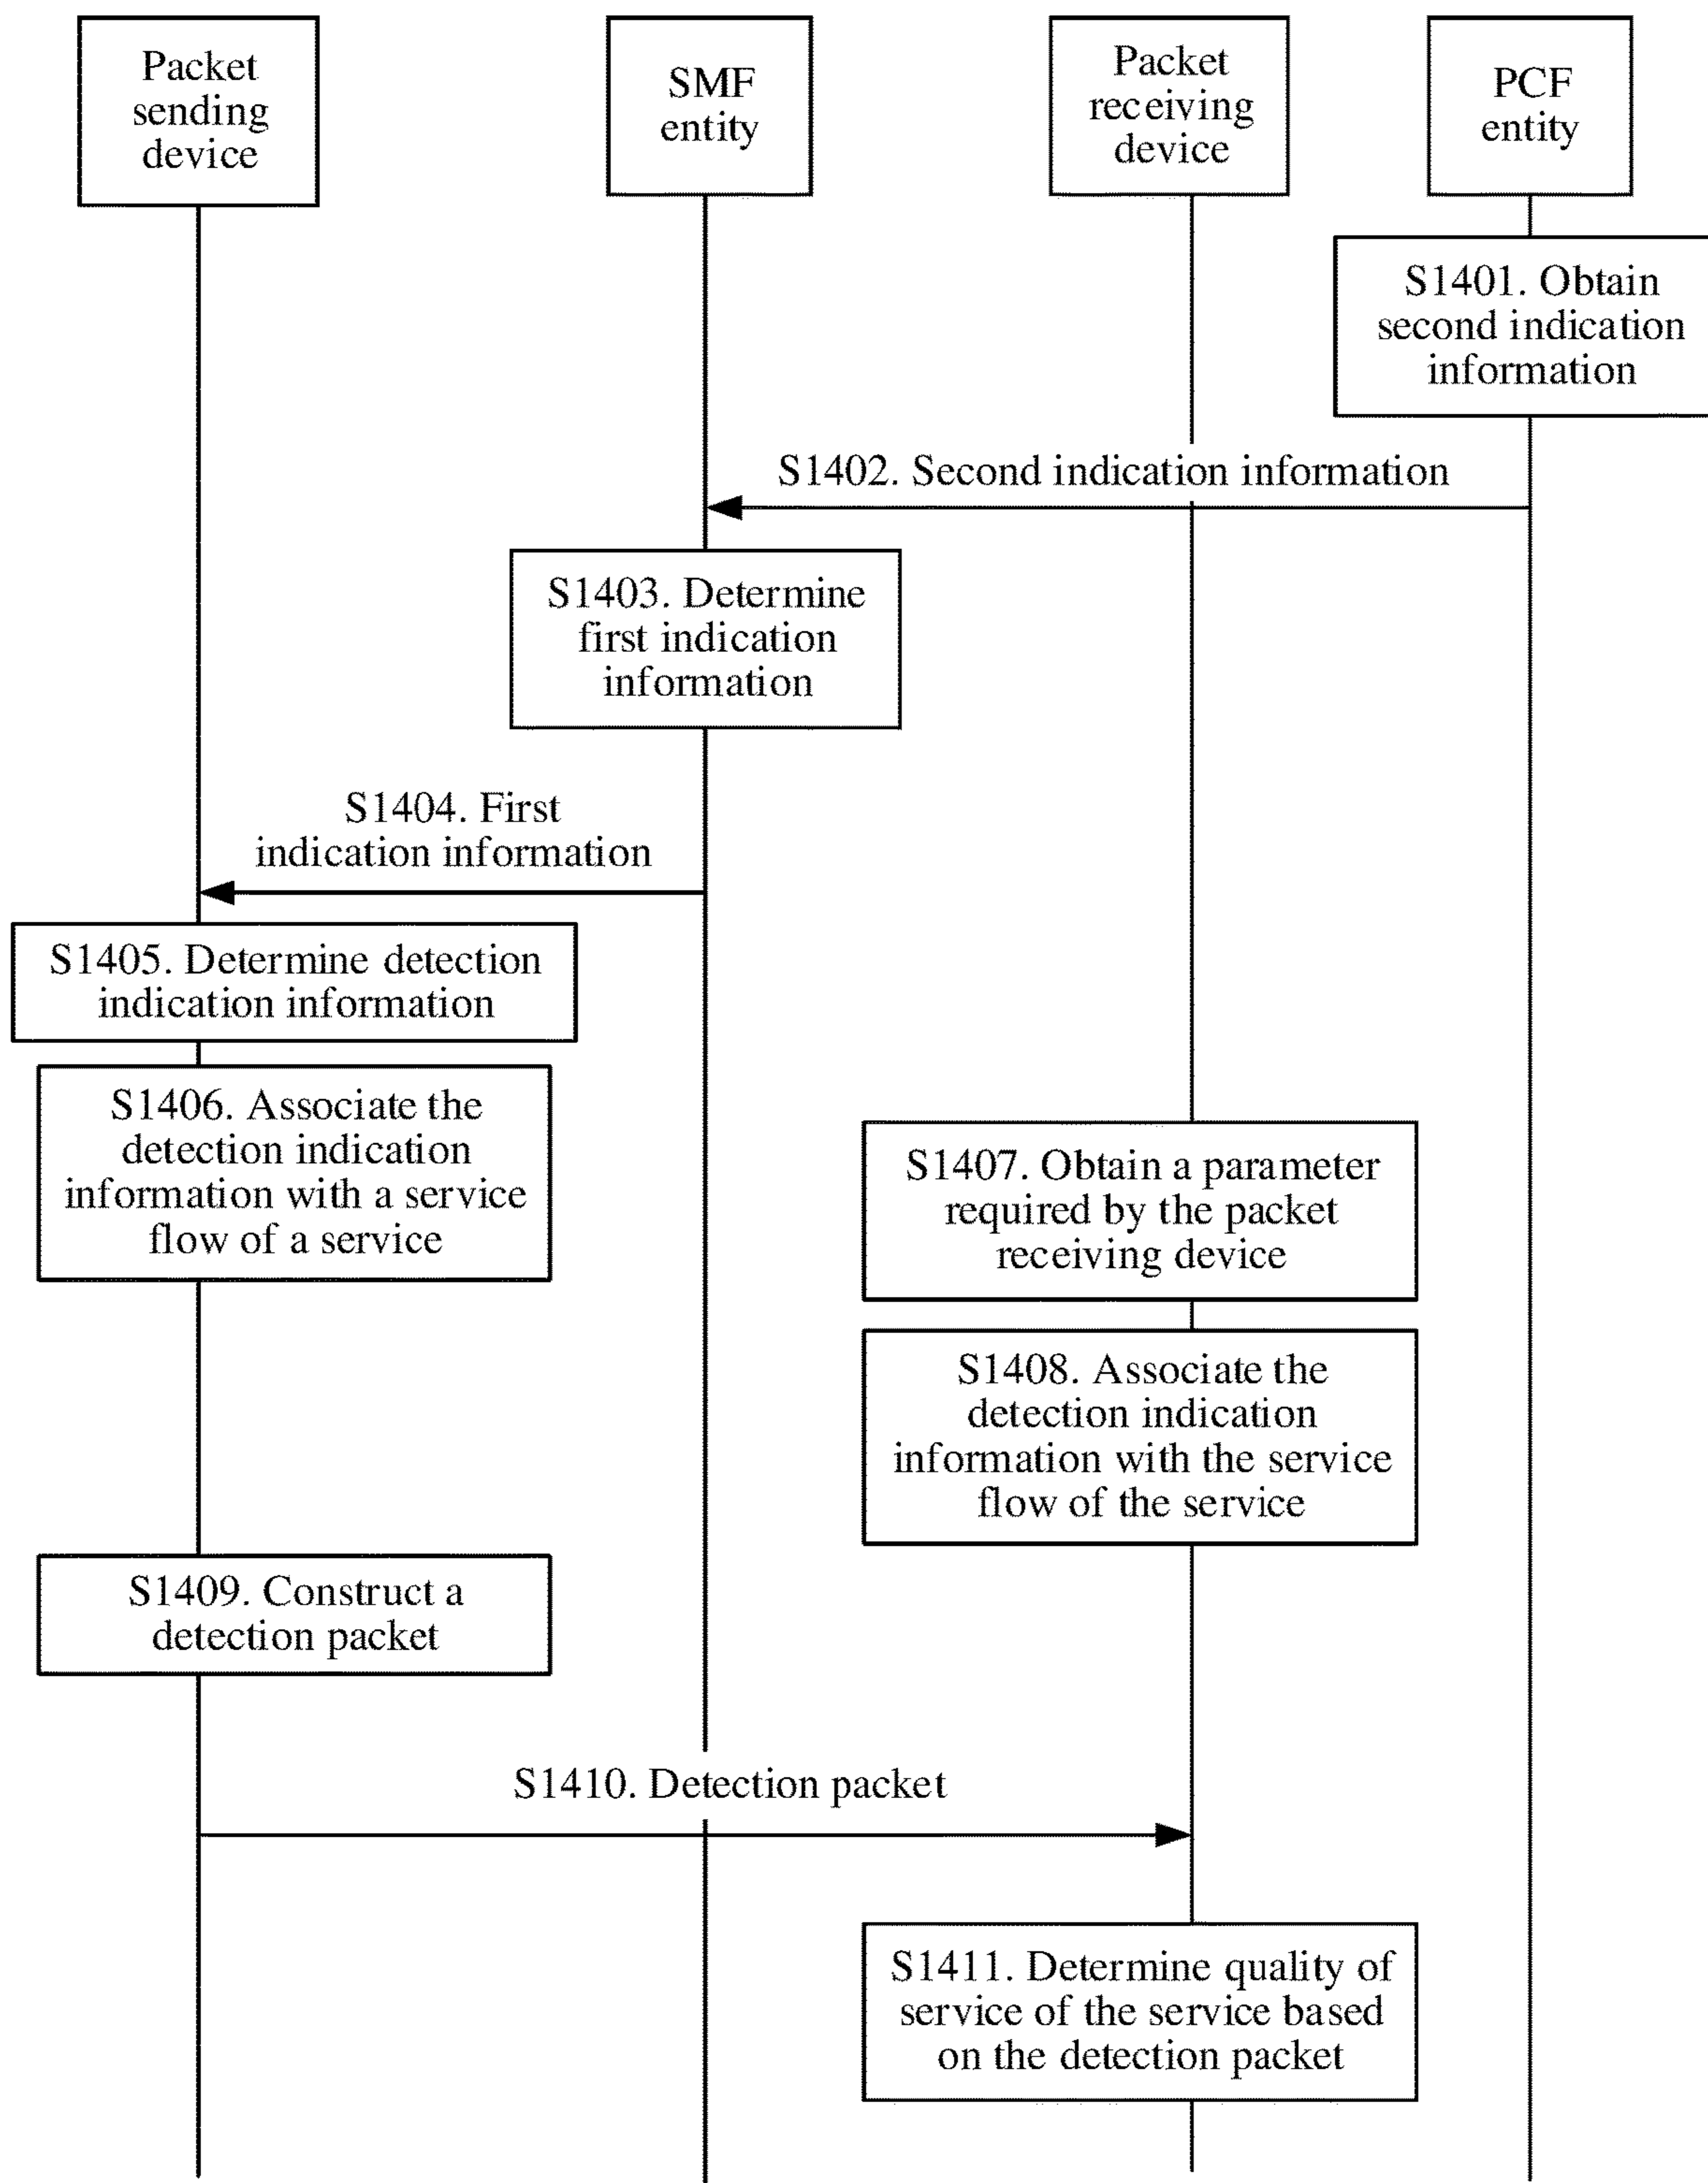 Packet
sending
device
SMF
entity
Packet
receiving
device
PCF
entity
S1401. Obtain
second indication
information
S1402. Second indication information
S1403. Determine
first indication
information
S1404. First
indication information
S1405. Determine detection
indication information
S1406. Associate the
detection indication
information with a service
flow of a service
S1407. Obtain a parameter
required by the packet
receiving device
S1408. Associate the
detection indication
information with the service
flow of the service
S1409. Construct a
detection packet
S1410. Detection packet
S1411. Determine quality of
service of the service based
on the detection packet